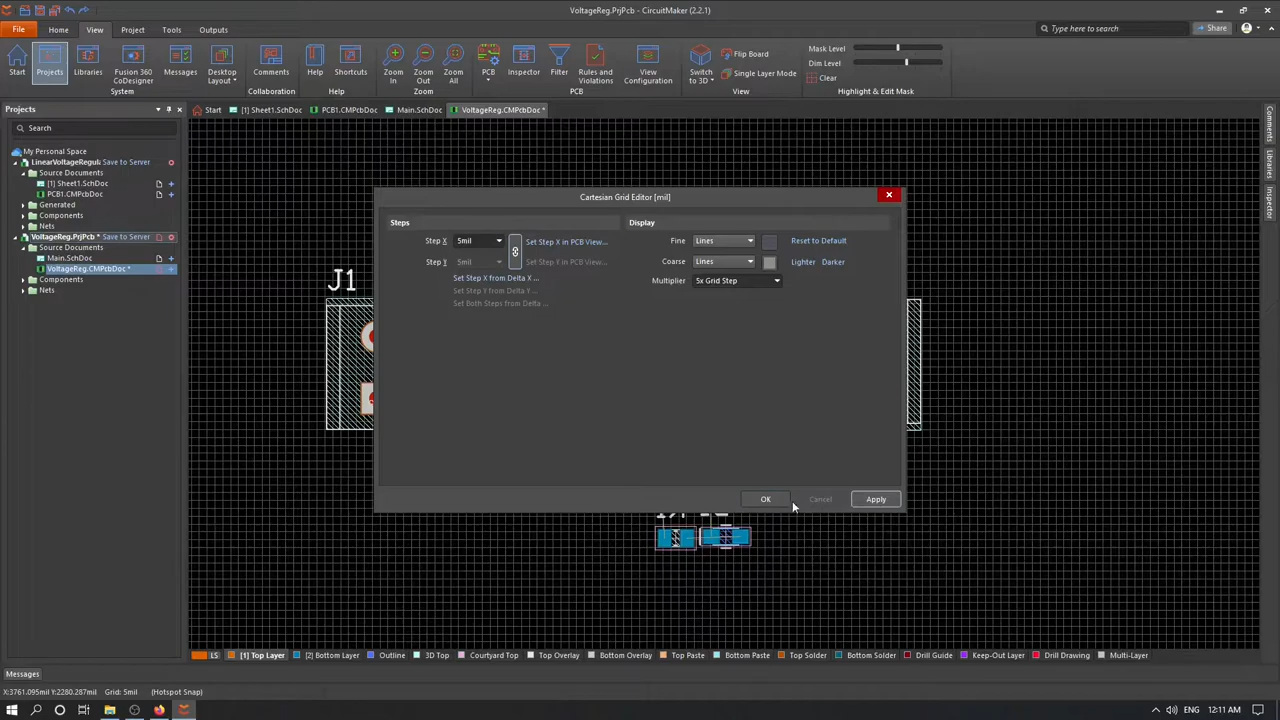 VoltageReg.PrjPcb - CircuitMaker (2.2.1)
File Home View Project Tools Outputs
Type Here to Search
Share
Start Projects Libraries Fusion 360 CoDesigner Messages Desktop Layout
System
Comments
Collaboration
Help Shortcuts
Help
Zoom In Zoom Out Zoom All
Zoom
PCB Inspector Filter Rules and Violations View Configuration
PCB
Switch to 3D Flip Board Single Layer Mode
View
Mask Level
Dim Level
Clear
Highlight & Edit Mask
Projects
Start [1] Sheet1.SchDoc PCB1.CMPcbDoc Main.SchDoc VoltageReg.CMPcbDoc *
Search
My Personal Space
LinearVoltageRegul Save to Server
Source Documents
[1] Sheet1.SchDoc
PCB1.CMPcbDoc
Generated
Components
Nets
VoltageReg.PrjPcb * Save to Server
Source Documents
Main.SchDoc
VoltageReg.CMPcbDoc *
Components
Nets
Comments
Libraries
Inspector
J1
Cartesian Grid Editor [mil]
Steps
Step X 5mil Set Step X in PCB View...
Step Y 5mil Set Step Y in PCB View...
Set Step X from Delta X ...
Set Step Y from Delta Y ...
Set Both Steps from Delta ...
Display
Fine Lines Reset to Default
Coarse Lines Lighter Darker
Multiplier 5x Grid Step
OK Cancel Apply
LS [1] Top Layer [2] Bottom Layer Outline 3D Top Courtyard Top Top Overlay Bottom Overlay Top Paste Bottom Paste Top Solder Bottom Solder Drill Guide Keep-Out Layer Drill Drawing Multi-Layer
Messages
X:3761.095mil Y:2280.287mil Grid: 5mil (Hotspot Snap)
ENG 12:11 AM